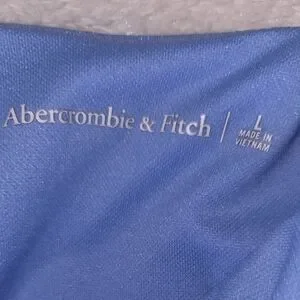 Abercrombie & Fitch | L
MADE IN
VIETNAM